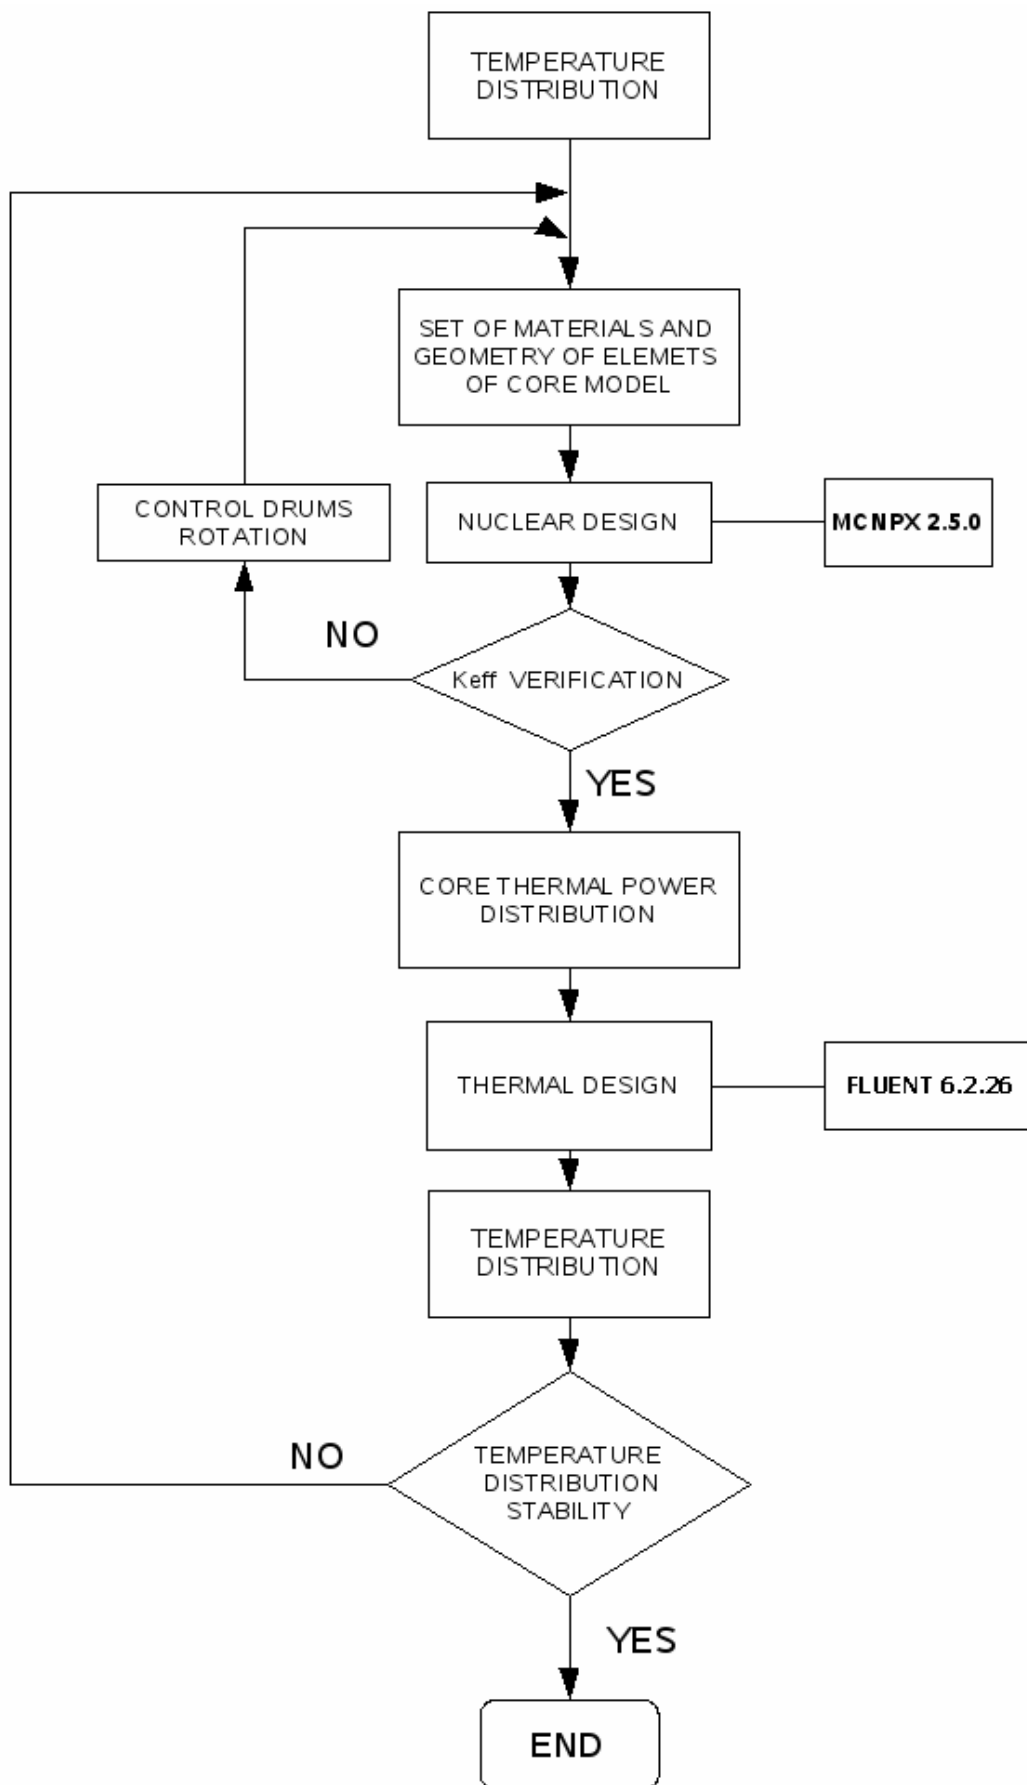 TEMPERATURE
DISTRIBUTION
SET OF MATERIALS AND
GEOMETRY OF ELEMETS
OF CORE MODEL
CONTROL DRUMS
ROTATION
NUCLEAR DESIGN
MCNPX 2.5.0
NO
Keff VERIFICATION
YES
CORE THERMAL POWER
DISTRIBUTION
THERMAL DESIGN
FLUENT 6.2.26
TEMPERATURE
DISTRIBUTION
NO
TEMPERATURE
DISTRIBUTION
STABILITY
YES
END